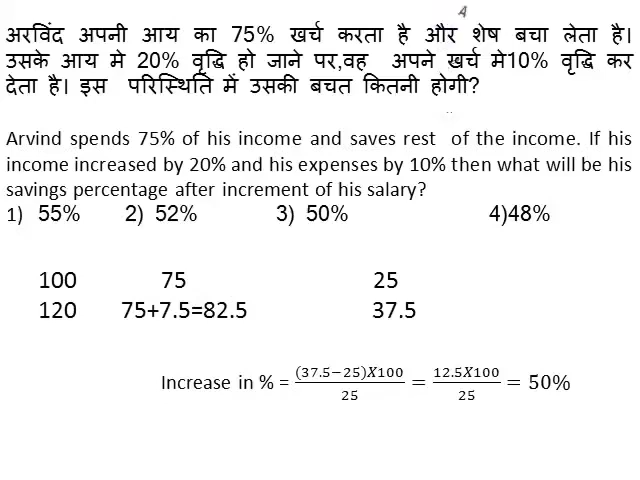 A
अरविंद अपनी आय का 75% खर्च करता है और शेष बचा लेता है।
उसके आय मे 20% वृद्धि हो जाने पर,वह अपने खर्च मे10% वृद्धि कर
देता है। इस परिस्थिति में उसकी बचत कितनी होगी?
Arvind spends 75% of his income and saves rest of the income. If his
income increased by 20% and his expenses by 10% then what will be his
savings percentage after increment of his salary?
1) 55% 2) 52% 3) 50% 4)48%
100 75 25
120 75+7.5=82.5 37.5
Increase in % = (37.5−25)X100/25 = 12.5X100/25 = 50%